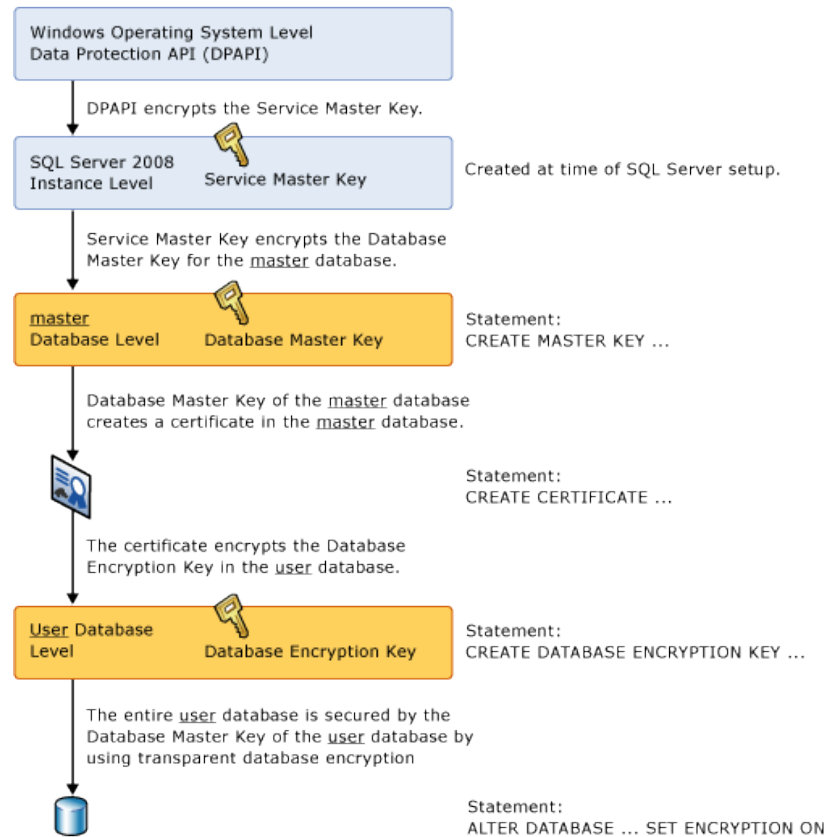 Windows Operating System Level
Data Protection API (DPAPI)
DPAPI encrypts the Service Master Key.
SQL Server 2008
Instance Level
Service Master Key
Created at time of SQL Server setup.
Service Master Key encrypts the Database
Master Key for the master database.
master
Database Level
Database Master Key
Statement:
CREATE MASTER KEY ...
Database Master Key of the master database
creates a certificate in the master database.
Statement:
CREATE CERTIFICATE ...
The certificate encrypts the Database
Encryption Key in the user database.
User Database
Level
Database Encryption Key
Statement:
CREATE DATABASE ENCRYPTION KEY ...
The entire user database is secured by the
Database Master Key of the user database by
using transparent database encryption
Statement:
ALTER DATABASE ... SET ENCRYPTION ON